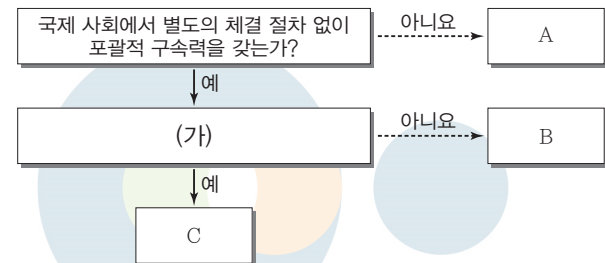 국제 사회에서 별도의 체결 절차 없이
포괄적 구속력을 갖는가?
아니요
A
예
(가)
아니요
B
예
C